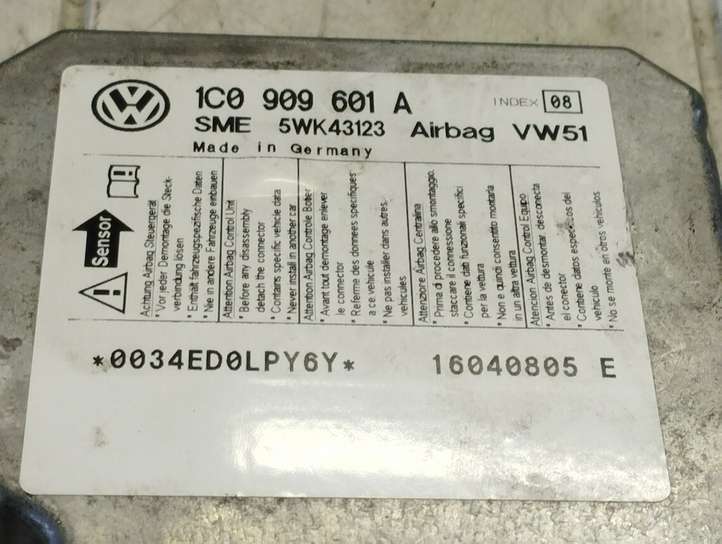 1C0 909 601 A
INDEX 08
SME 5WK43123 Airbag VW51
Made in Germany
Sensor
Achtung Airbag Steuergerät
* Vor jeder Demontage die Steck-
verbindung lösen
* Enthält fahrzeugspezifische Daten
* Nie in andere Fahrzeuge einbauen
Attention Airbag Control Unit
* Before any disassembly
detach the connector
* Contains specific vehicle data
* Never install in another car
Attention Airbag Controle Boitier
* Avant tout demontage enlever
le connector
* Referme des donnees specifiques
a ce vehicule
* Ne pas installer dans autres
vehicules
Attenzione Airbag Centralina
* Prima di procedere allo smontaggio,
staccare il connessione
* Contiene dati funzionali specifici
per la vettura
* Non e quindi consentito montarla
in un altra vettura
Atencion Airbag Control Equipo
* Antes de desmontar desconecta
el conector
* Contiene datos especificos del
vehiculo
* No se monte en otros vehiculos
*0034ED0LPY6Y*
16040805 E